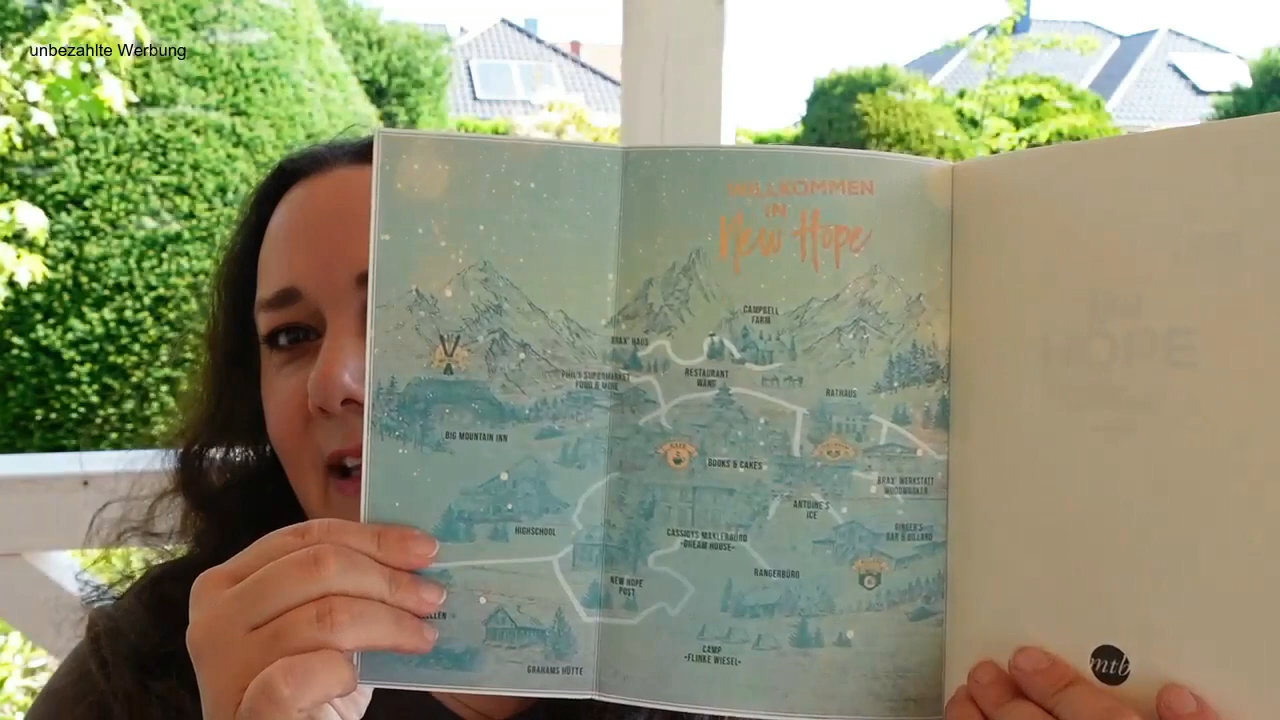 unbezahlte Werbung
WILLKOMMEN
IN
New Hope
CAMPBELL
FARM
BRAX' HAUS
PHIL'S SUPERMARKET
FOOD & MORE
RESTAURANT
WANG
RATHAUS
BIG MOUNTAIN INN
BOOKS & CAKES
BRAX' WERKSTATT
WOODWORKER
ANTOINE'S
ICE
HIGHSCHOOL
CASSIDYS MAKLERBÜRO
-DREAM HOUSE-
GINGER'S
BAR & BILLARD
RANGERBÜRO
NEW HOPE
POST
CAMP
-FLINKE WIESEL-
GRAHAMS HÜTTE
mtb